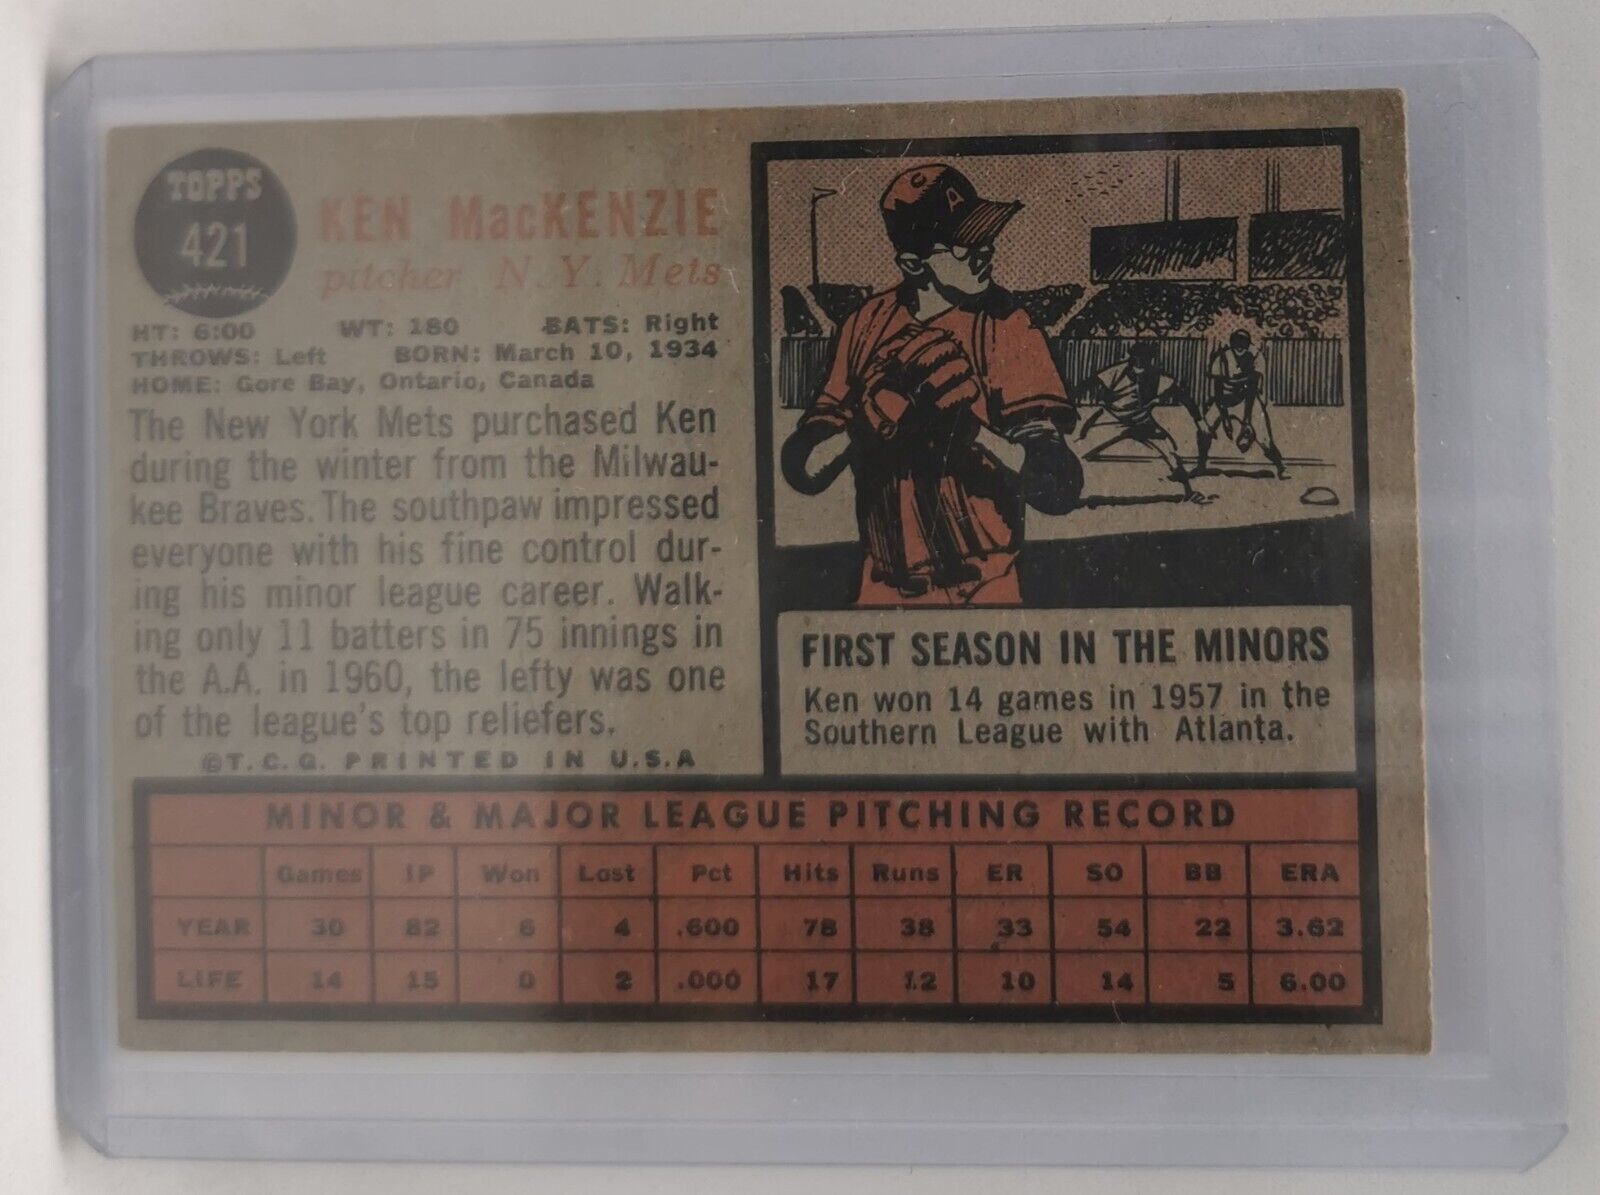 TOPPS
421
KEN MacKENZIE
pitcher N. Y. Mets
HT: 6:00 WT: 180 BATS: Right
THROWS: Left BORN: March 10, 1934
HOME: Gore Bay, Ontario, Canada
The New York Mets purchased Ken
during the winter from the Milwau-
kee Braves. The southpaw impressed
everyone with his fine control dur-
ing his minor league career. Walk-
ing only 11 batters in 75 innings in
the A.A. in 1960, the lefty was one
of the league's top reliefers.
©T.C.G. PRINTED IN U.S.A
A
FIRST SEASON IN THE MINORS
Ken won 14 games in 1957 in the
Southern League with Atlanta.
MINOR & MAJOR LEAGUE PITCHING RECORD
Games IP Won Lost Pct Hits Runs ER SO BB ERA
YEAR 30 82 6 4 .600 78 38 33 54 22 3.62
LIFE 14 15 0 2 .000 17 12 10 14 5 6.00